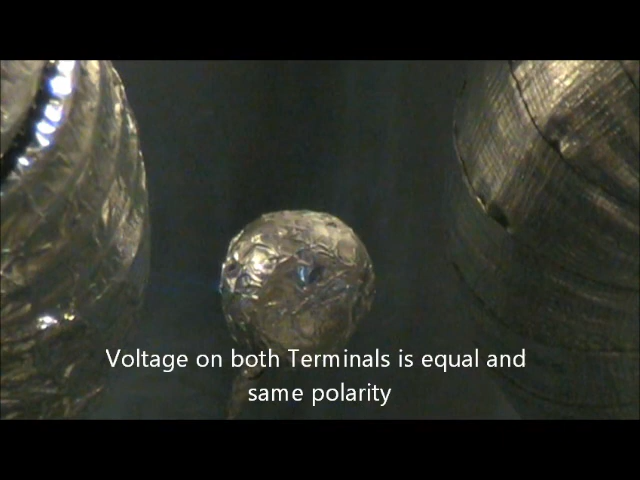 Voltage on both Terminals is equal and
same polarity